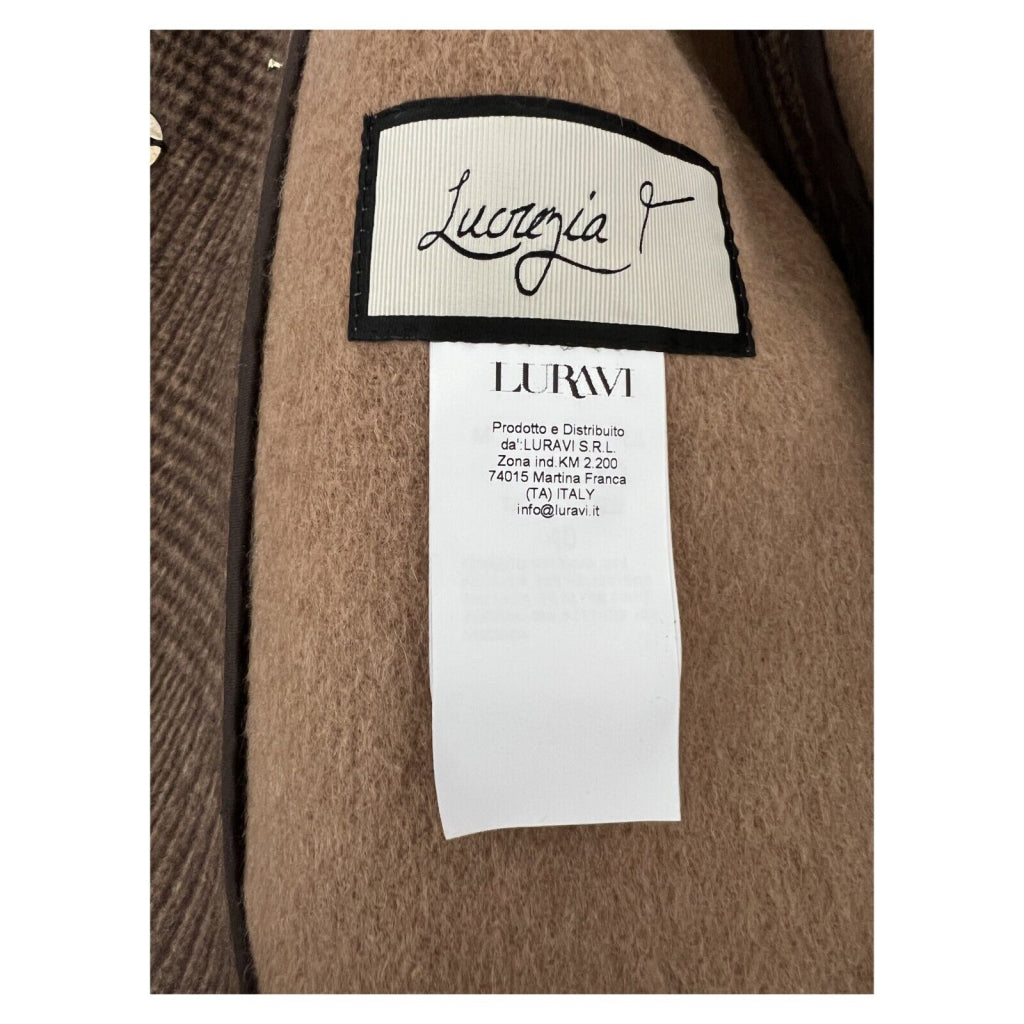 Lucrezia T
LURAVI
Prodotto e Distribuito
da':LURAVI S.R.L.
Zona ind.KM 2.200
74015 Martina Franca
(TA) ITALY
info@luravi.it